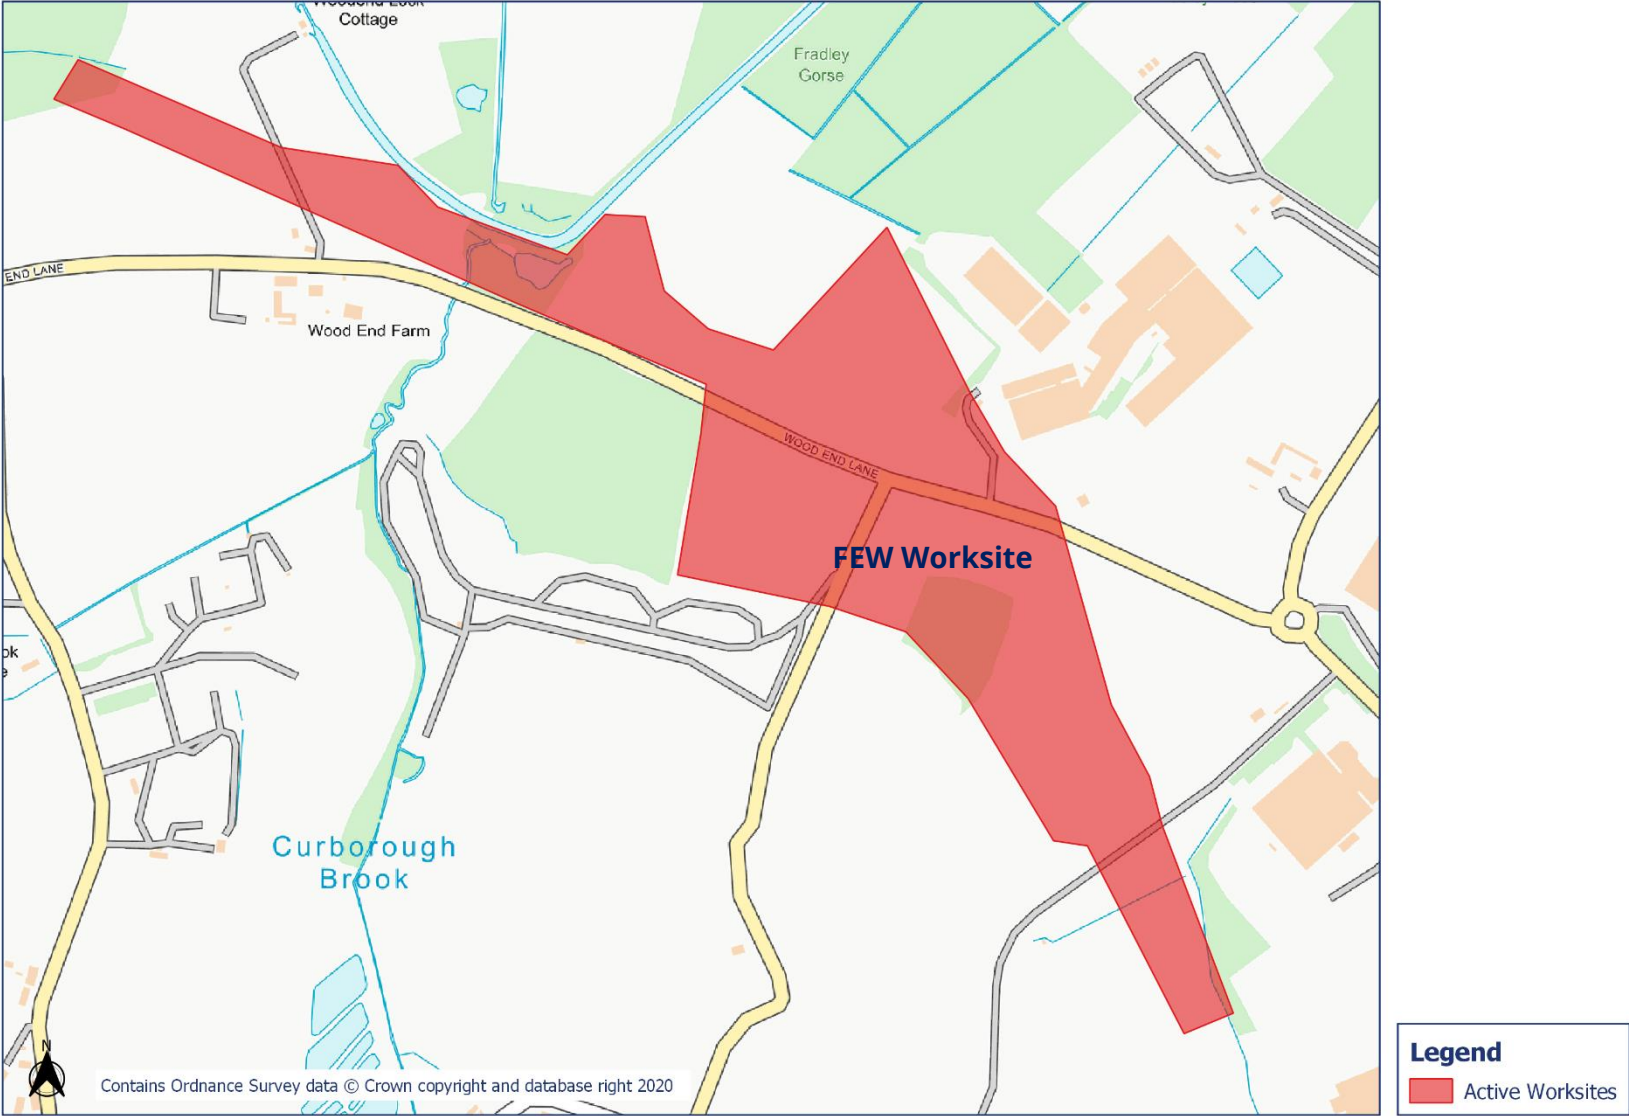 Cottage
Fradley
Gorse
END LANE
Wood End Farm
WOOD END LANE
FEW Worksite
ok
e
Curborough
Brook
N
Contains Ordnance Survey data © Crown copyright and database right 2020
Legend
Active Worksites